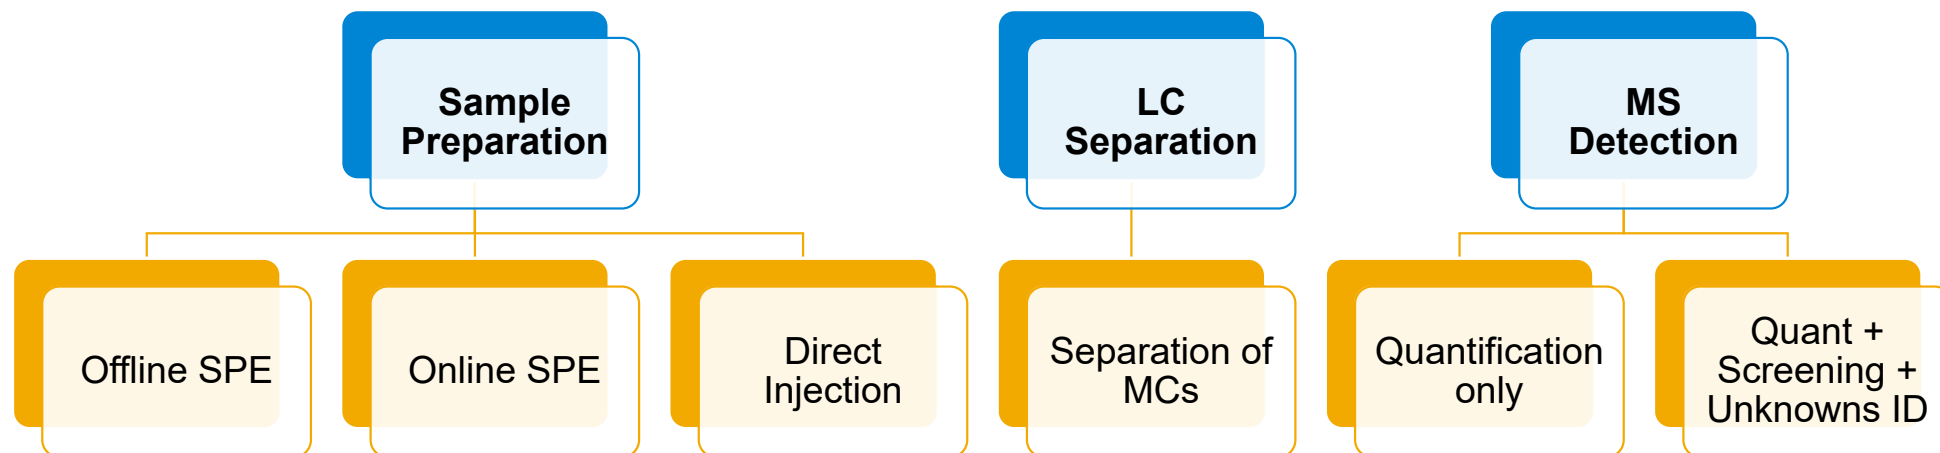 Sample
Preparation
LC
Separation
MS
Detection
Offline SPE
Online SPE
Direct
Injection
Separation of
MCs
Quantification
only
Quant +
Screening +
Unknowns ID